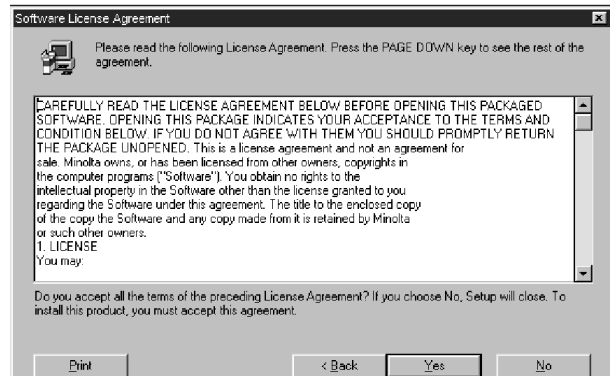 Software License Agreement
Please read the following License Agreement. Press the PAGE DOWN key to see the rest of the
agreement.
CAREFULLY READ THE LICENSE AGREEMENT BELOW BEFORE OPENING THIS PACKAGED
SOFTWARE. OPENING THIS PACKAGE INDICATES YOUR ACCEPTANCE TO THE TERMS AND
CONDITION BELOW. IF YOU DO NOT AGREE WITH THEM YOU SHOULD PROMPTLY RETURN
THE PACKAGE UNOPENED. This is a license agreement and not an agreement for
sale. Minolta owns, or has been licensed from other owners, copyrights in
the computer programs ("Software"). You obtain no rights to the
intellectual property in the Software other than the license granted to you
regarding the Software under this agreement. The title to the enclosed copy
of the copy the Software and any copy made from it is retained by Minolta
or such other owners.
1. LICENSE
You may:
Do you accept all the terms of the preceding License Agreement? If you choose No, Setup will close. To
install this product, you must accept this agreement.
Print
< Back
Yes
No